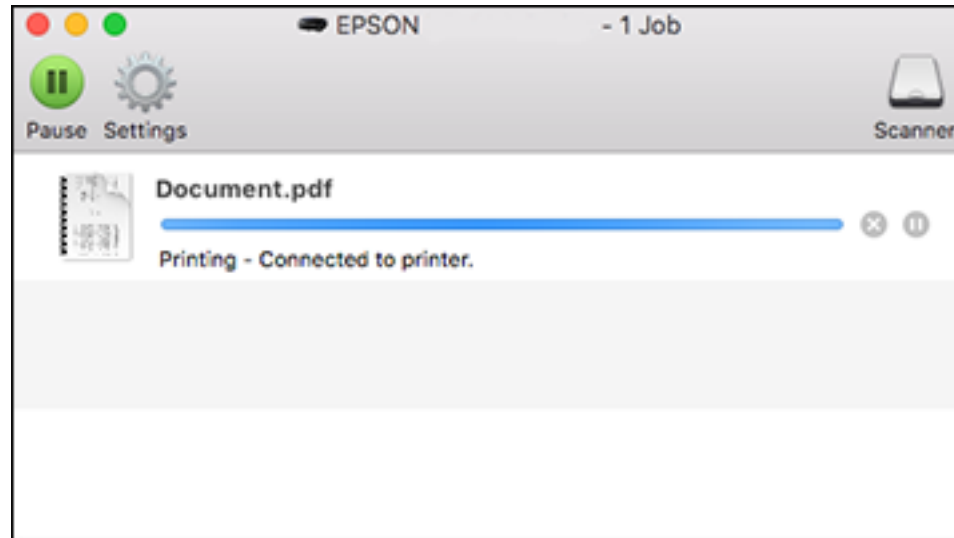 EPSON - 1 Job
Pause Settings Scanner
Document.pdf
Printing - Connected to printer.